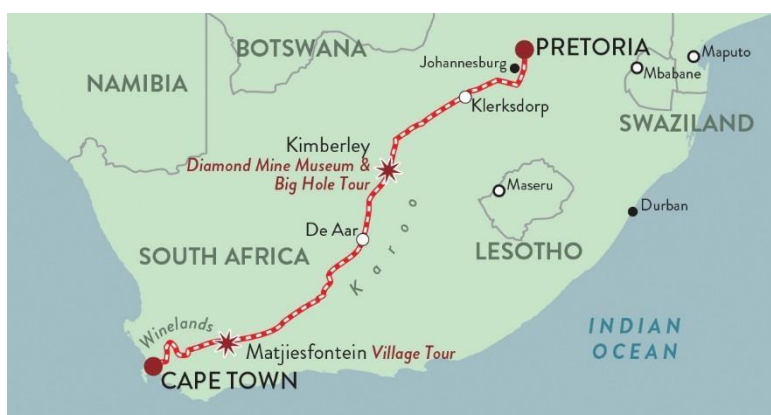 BOTSWANA
PRETORIA
Johannesburg
Maputo
Mbabane
NAMIBIA
Klerksdorp
SWAZILAND
Kimberley
Diamond Mine Museum &
Big Hole Tour
Maseru
Durban
De Aar
Karoo
SOUTH AFRICA
LESOTHO
Winelands
INDIAN
OCEAN
Matjiesfontein Village Tour
CAPE TOWN